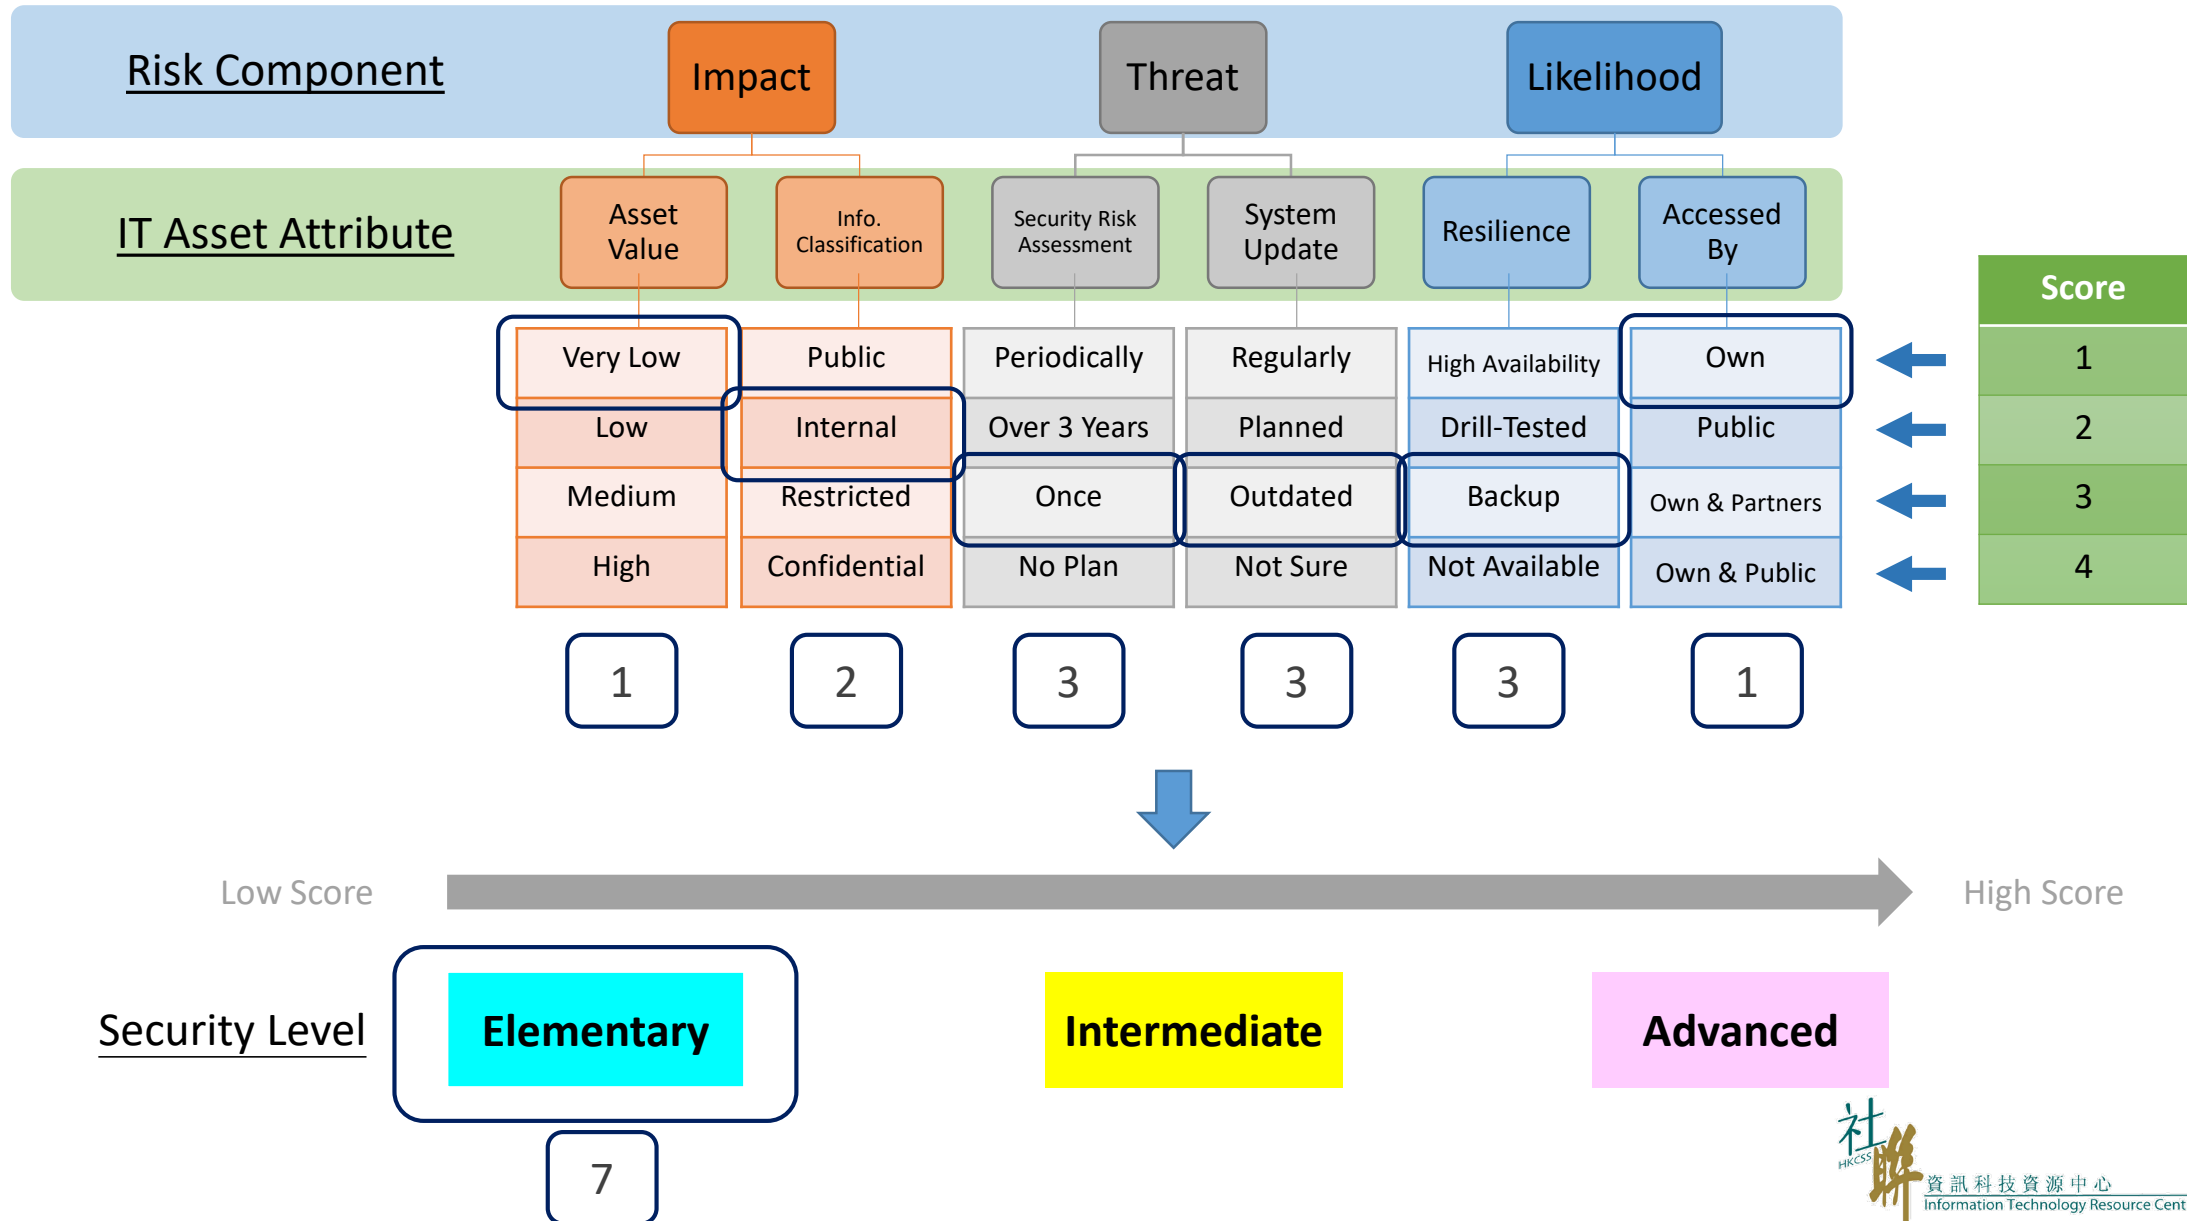 Risk Component
Impact
Threat
Likelihood
IT Asset Attribute
Asset
Value
Info.
Classification
Security Risk
Assessment
System
Update
Resilience
Accessed
By
Score
Very Low
Public
Periodically
Regularly
High Availability
Own
1
Low
Internal
Over 3 Years
Planned
Drill-Tested
Public
2
Medium
Restricted
Once
Outdated
Backup
Own & Partners
3
High
Confidential
No Plan
Not Sure
Not Available
Own & Public
4
1
2
3
3
3
1
Low Score
High Score
Security Level
Elementary
Intermediate
Advanced
7
社聯
HKCSS
資訊科技資源中心
Information Technology Resource Cent